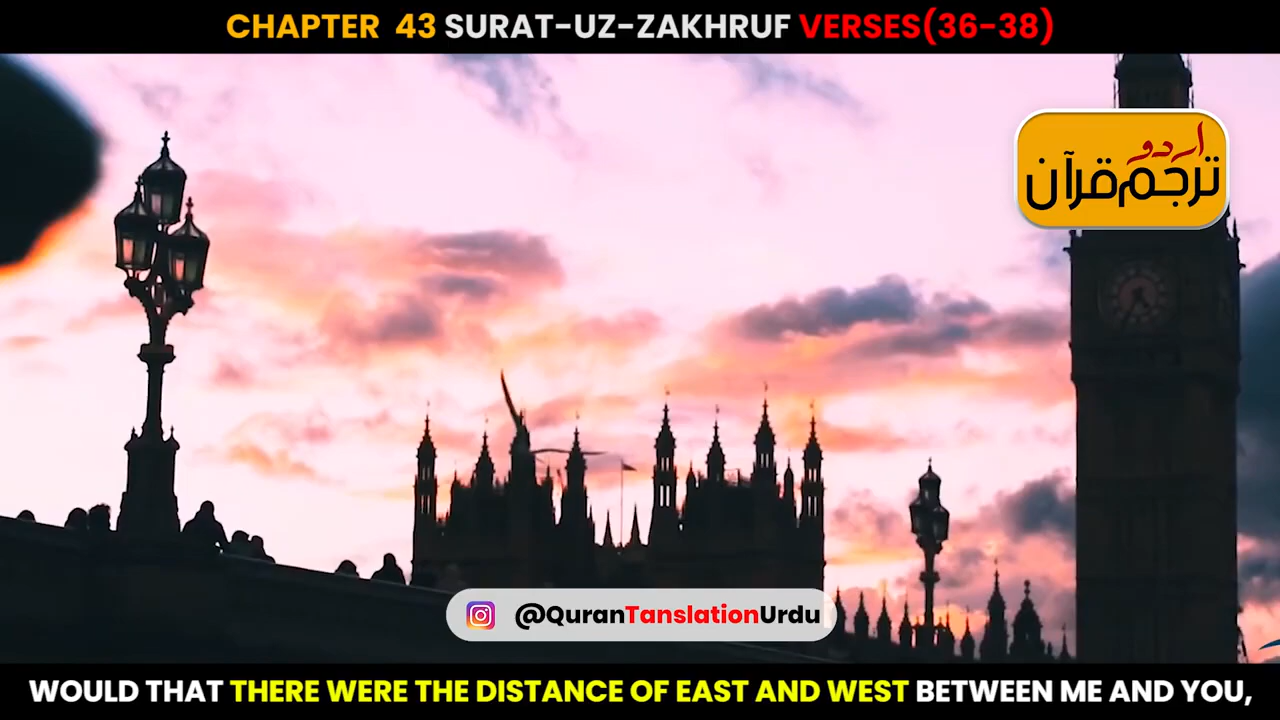 CHAPTER 43 SURAT-UZ-ZAKHRUF VERSES(36-38)
اردو
ترجم قرآن
@QuranTanslationUrdu
WOULD THAT THERE WERE THE DISTANCE OF EAST AND WEST BETWEEN ME AND YOU,